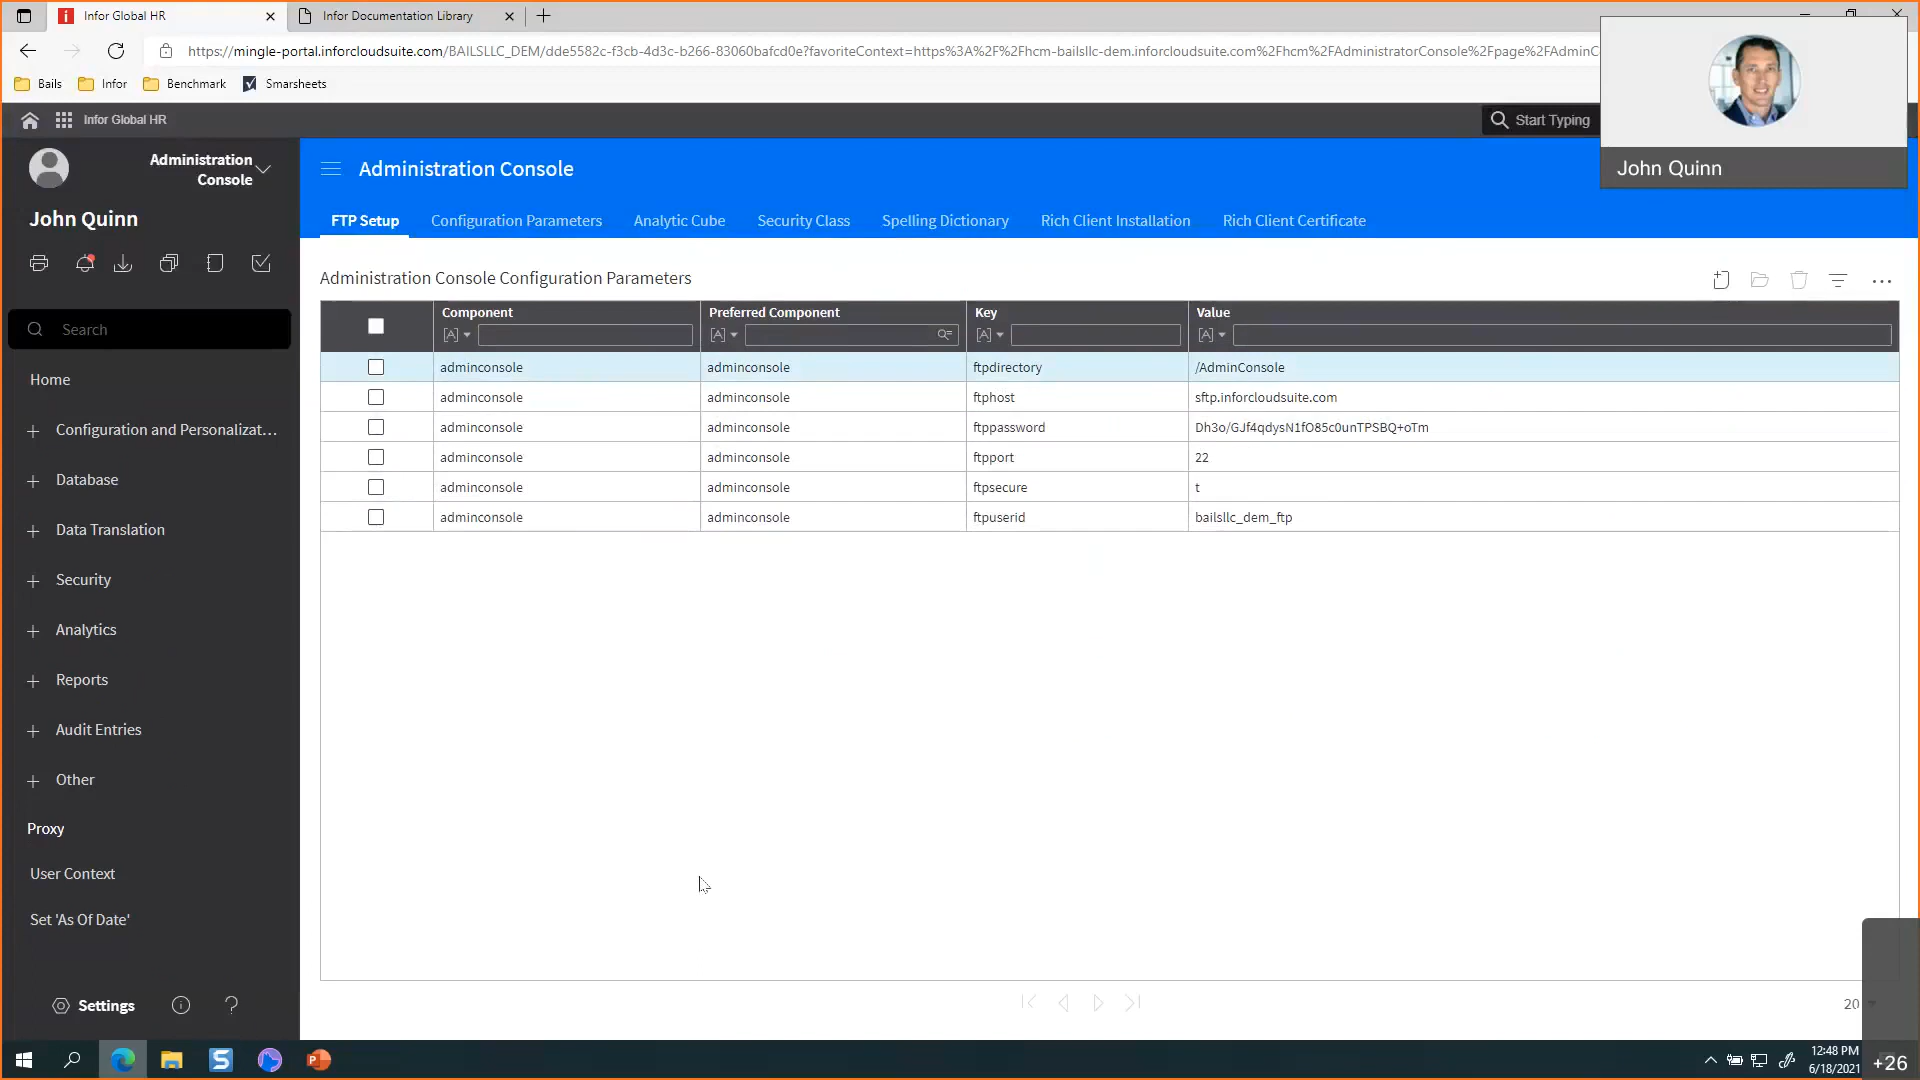 Infor Global HR
Infor Documentation Library
https://mingle-portal.inforcloudsuite.com/BAILSLLC_DEM/dde5582c-f3cb-4d3c-b266-83060bafcd0e?favoriteContext=https%3A%2F%2Fhcm-bailsllc-dem.inforcloudsuite.com%2Fhcm%2FAdministratorConsole%2Fpage%2FAdminCo
Bails
Infor
Benchmark
Smarsheets
Infor Global HR
Start Typing
John Quinn
Administration
Console
John Quinn
Search
Home
Configuration and Personalizat...
Database
Data Translation
Security
Analytics
Reports
Audit Entries
Other
Proxy
User Context
Set 'As Of Date'
Settings
Administration Console
FTP Setup Configuration Parameters Analytic Cube Security Class Spelling Dictionary Rich Client Installation Rich Client Certificate
Administration Console Configuration Parameters
Component Preferred Component Key Value
adminconsole adminconsole ftpdirectory /AdminConsole
adminconsole adminconsole ftphost sftp.inforcloudsuite.com
adminconsole adminconsole ftppassword Dh3o/GJf4qdysN1fO85c0unTPSBQ+oTm
adminconsole adminconsole ftpport 22
adminconsole adminconsole ftpsecure t
adminconsole adminconsole ftpuserid bailsllc_dem_ftp
20
12:48 PM
6/18/2021
+26